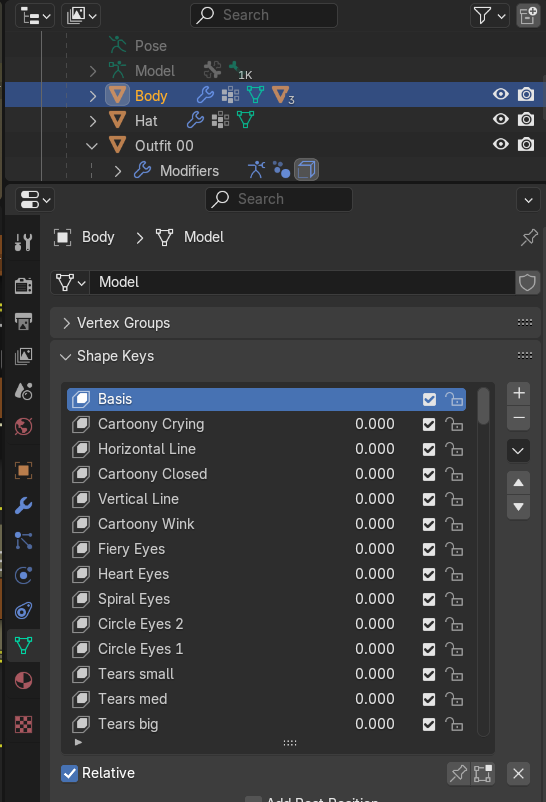 Search
Pose
Model
1K
Body
3
Hat
Outfit 00
Modifiers
Search
Body > Model
Model
Vertex Groups
Shape Keys
Basis
Cartoony Crying 0.000
Horizontal Line 0.000
Cartoony Closed 0.000
Vertical Line 0.000
Cartoony Wink 0.000
Fiery Eyes 0.000
Heart Eyes 0.000
Spiral Eyes 0.000
Circle Eyes 2 0.000
Circle Eyes 1 0.000
Tears small 0.000
Tears med 0.000
Tears big 0.000
Relative
Add Rest Position